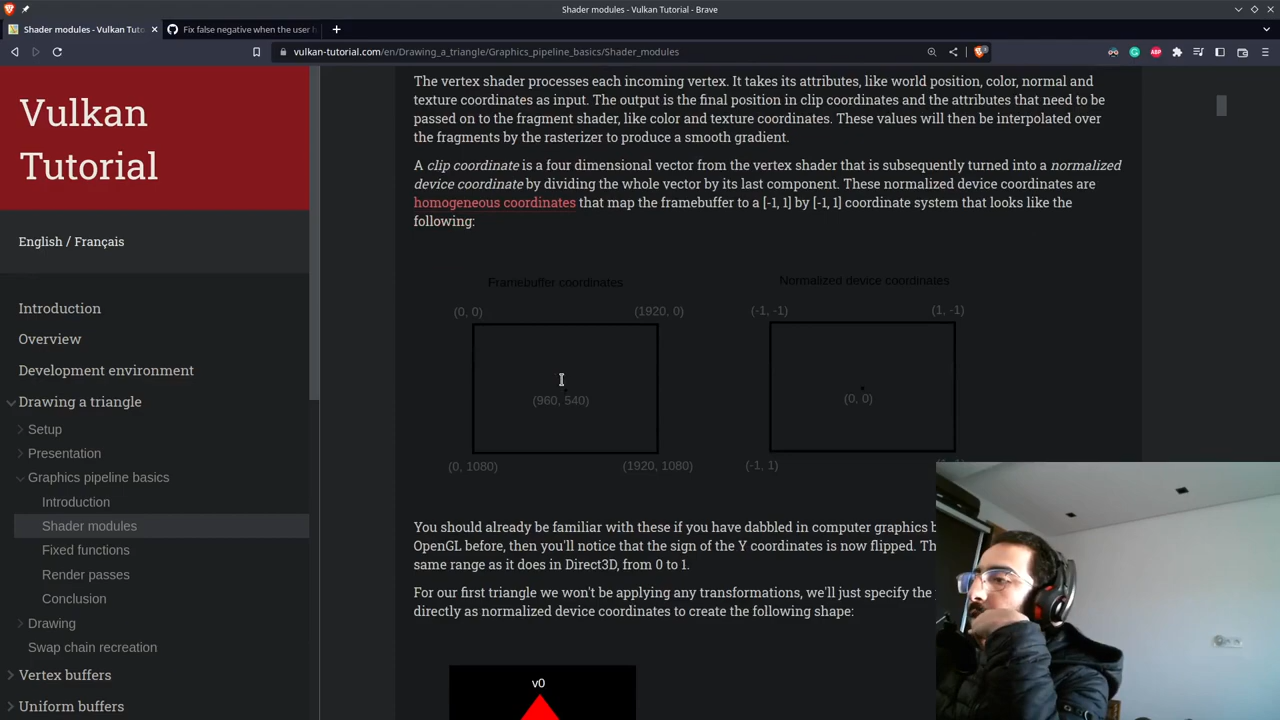 Shader modules - Vulkan Tutorial - Brave
Shader modules - Vulkan Tuto
Fix false negative when the user h
vulkan-tutorial.com/en/Drawing_a_triangle/Graphics_pipeline_basics/Shader_modules
Vulkan
Tutorial
English / Français
Introduction
Overview
Development environment
Drawing a triangle
Setup
Presentation
Graphics pipeline basics
Introduction
Shader modules
Fixed functions
Render passes
Conclusion
Drawing
Swap chain recreation
Vertex buffers
Uniform buffers
The vertex shader processes each incoming vertex. It takes its attributes, like world position, color, normal and
texture coordinates as input. The output is the final position in clip coordinates and the attributes that need to be
passed on to the fragment shader, like color and texture coordinates. These values will then be interpolated over
the fragments by the rasterizer to produce a smooth gradient.
A clip coordinate is a four dimensional vector from the vertex shader that is subsequently turned into a normalized
device coordinate by dividing the whole vector by its last component. These normalized device coordinates are
homogeneous coordinates that map the framebuffer to a [-1, 1] by [-1, 1] coordinate system that looks like the
following:
Framebuffer coordinates
(0, 0)
(1920, 0)
(960, 540)
(0, 1080)
(1920, 1080)
Normalized device coordinates
(-1, -1)
(1, -1)
(0, 0)
(-1, 1)
You should already be familiar with these if you have dabbled in computer graphics b
OpenGL before, then you'll notice that the sign of the Y coordinates is now flipped. Th
same range as it does in Direct3D, from 0 to 1.
For our first triangle we won't be applying any transformations, we'll just specify the
directly as normalized device coordinates to create the following shape:
v0